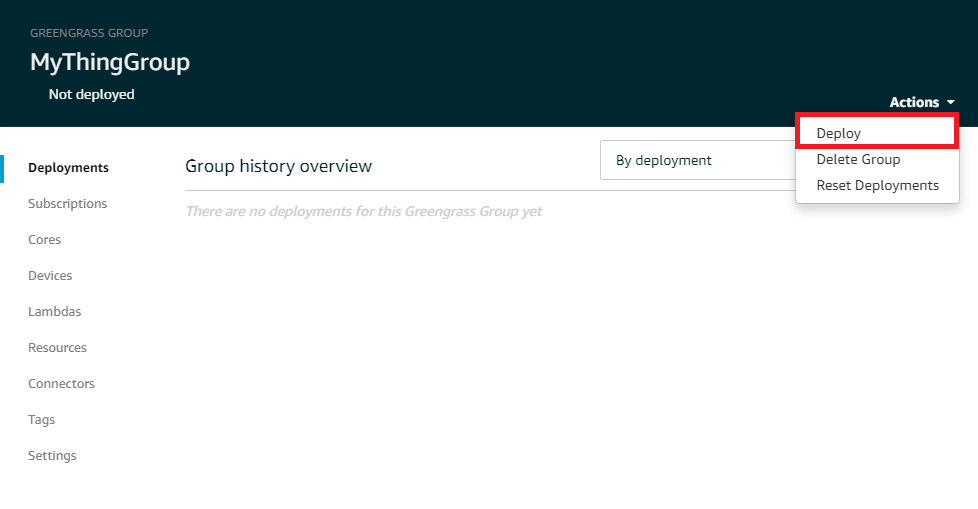 GREENGRASS GROUP
MyThingGroup
Not deployed
Actions
Deploy
Delete Group
Reset Deployments
Deployments
Subscriptions
Cores
Devices
Lambdas
Resources
Connectors
Tags
Settings
Group history overview
By deployment
There are no deployments for this Greengrass Group yet